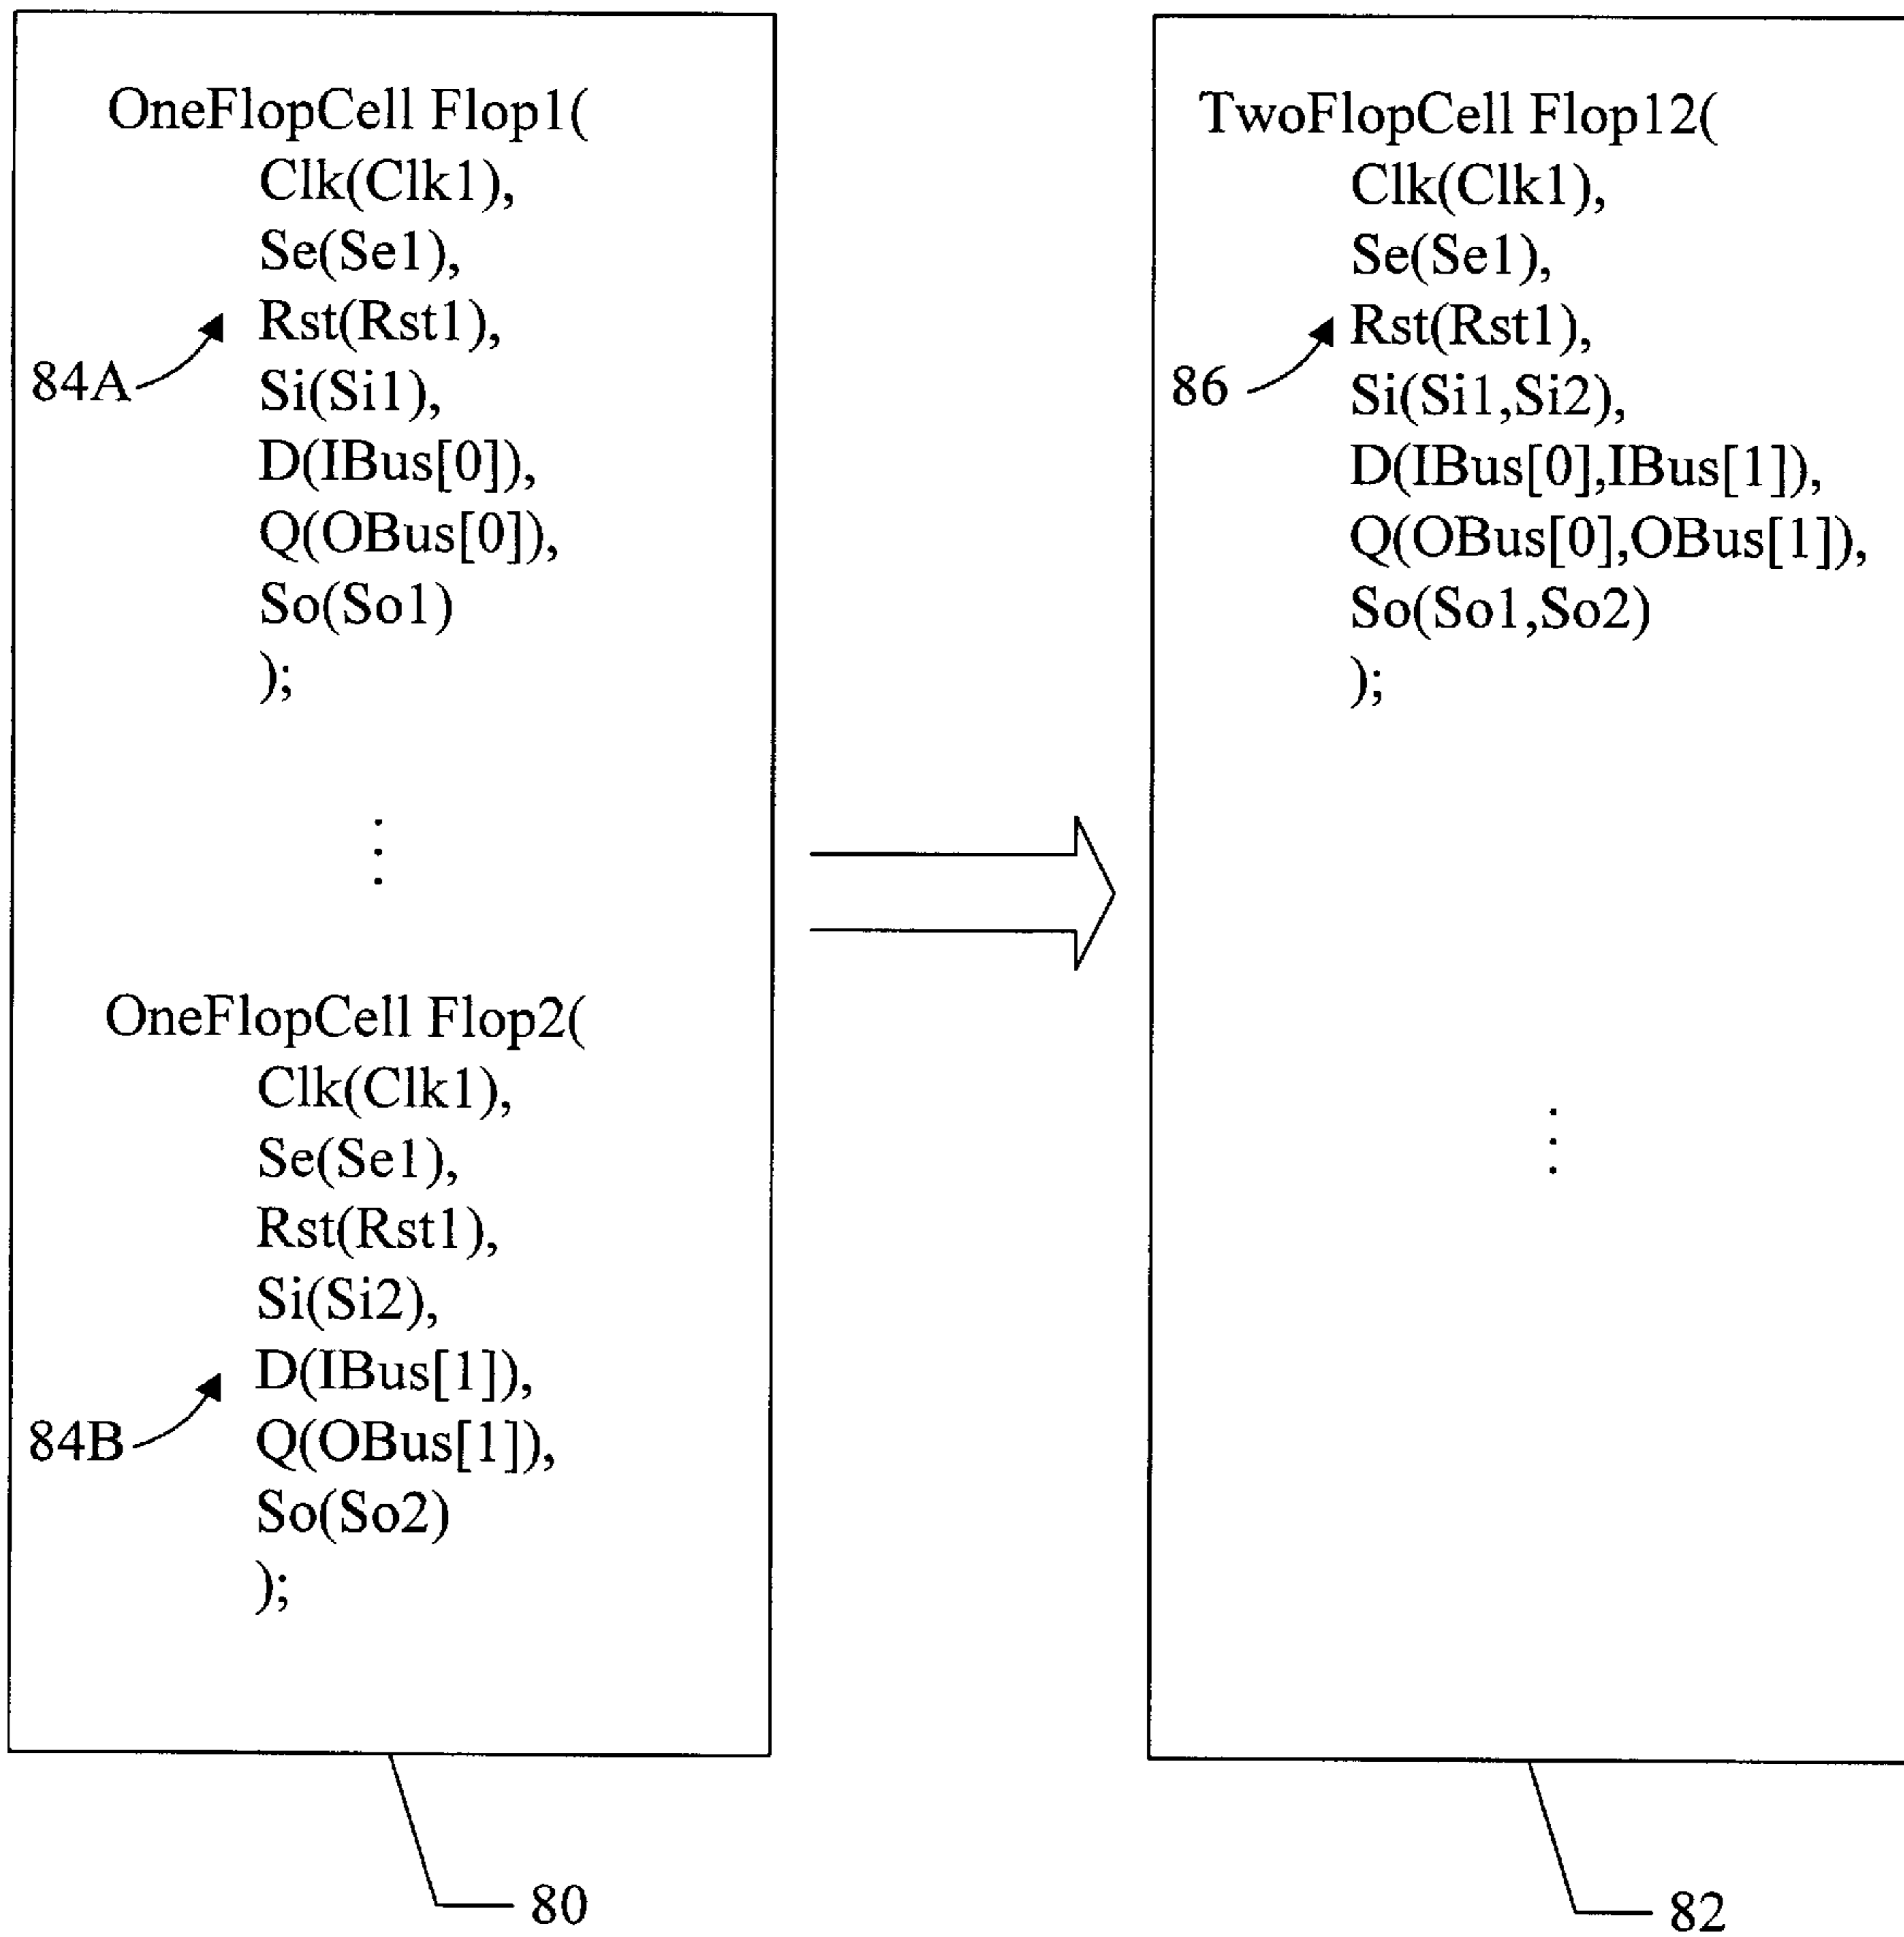 OneFlopCell Flop1(
Clk(Clk1),
Se(Se1),
Rst(Rst1),
84A
Si(Si1),
D(IBus[0]),
Q(OBus[0]),
So(So1)
);
OneFlopCell Flop2(
Clk(Clk1),
Se(Se1),
Rst(Rst1),
Si(Si2),
D(IBus[1]),
84B
Q(OBus[1]),
So(So2)
);
80
TwoFlopCell Flop12(
Clk(Clk1),
Se(Se1),
Rst(Rst1),
86
Si(Si1,Si2),
D(IBus[0],IBus[1]),
Q(OBus[0],OBus[1]),
So(So1,So2)
);
82